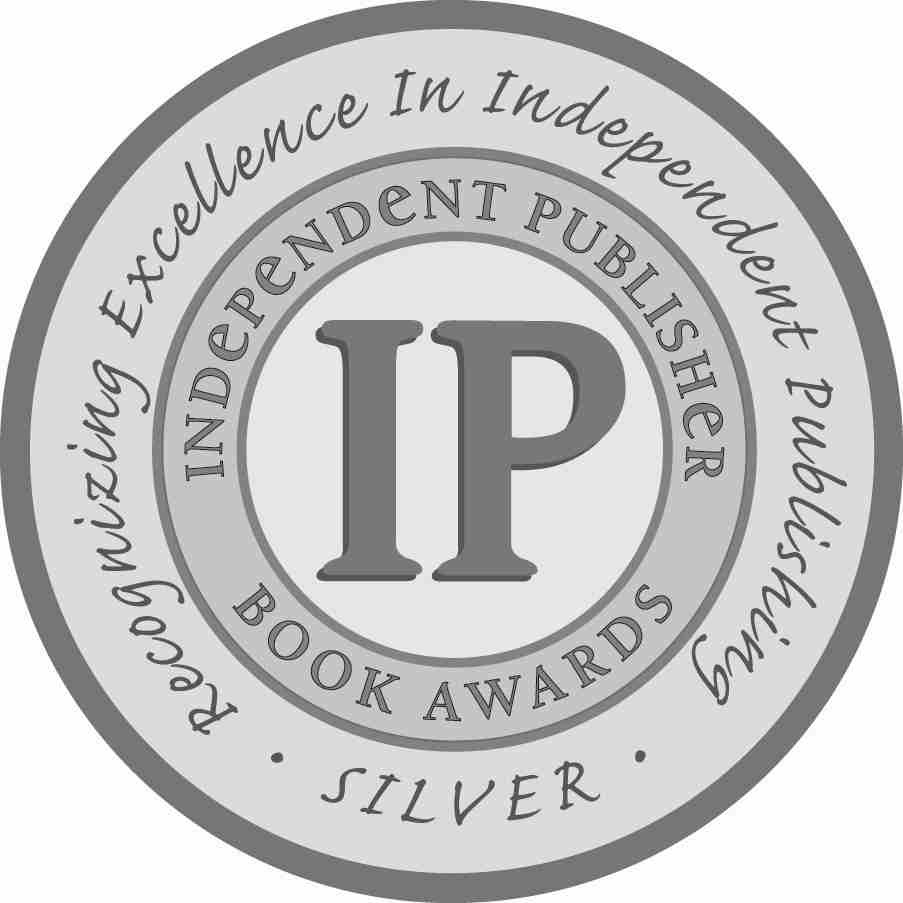 Recognizing Excellence In Independent Publishing
INDePeNDeNT PUBLISHeR
IP
BOOK AWARDS
• SILVER •